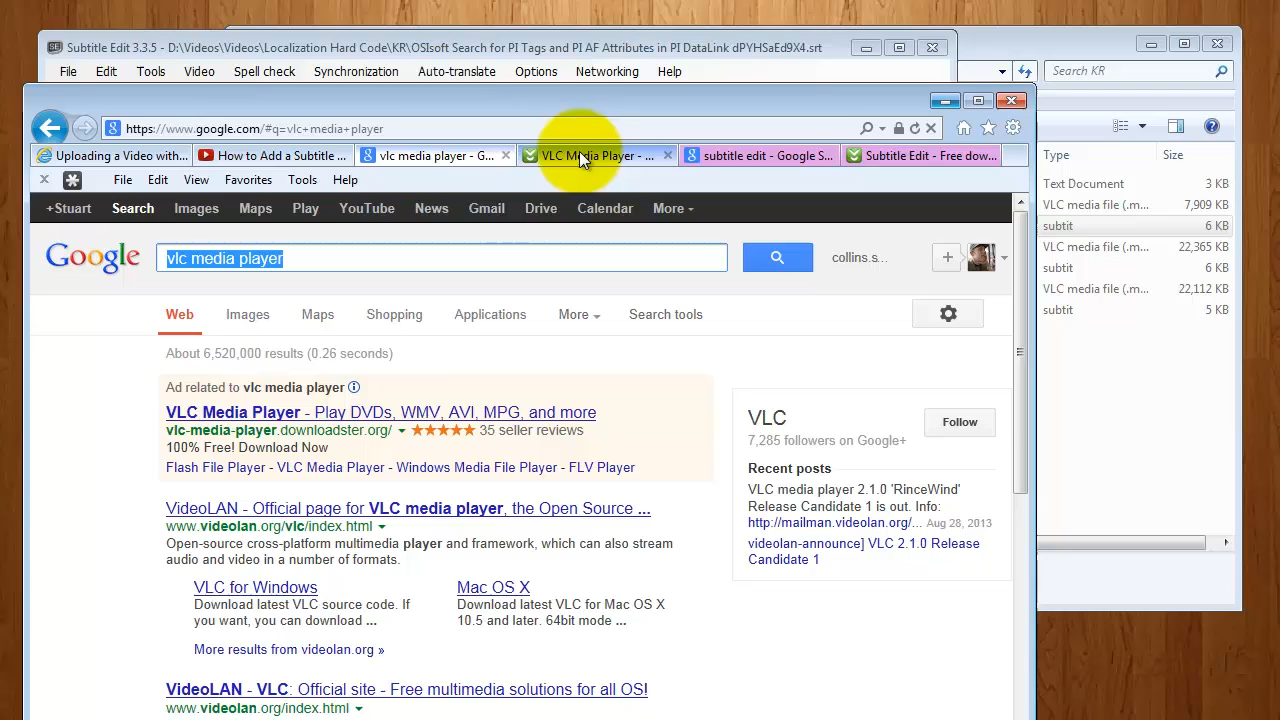 Subtitle Edit 3.3.5 - D:\Videos\Videos\Localization Hard Code\KR\OSIsoft Search for PI Tags and PI AF Attributes in PI DataLink dPYHSaEd9X4.srt
File Edit Tools Video Spell check Synchronization Auto-translate Options Networking Help
Search KR
https://www.google.com/#q=vlc+media+player
Uploading a Video with...
How to Add a Subtitle ...
vlc media player - G...
VLC Media Player - ...
subtitle edit - Google S...
Subtitle Edit - Free dow...
File Edit View Favorites Tools Help
+Stuart Search Images Maps Play YouTube News Gmail Drive Calendar More
Google
vlc media player
collins.s...
Web Images Maps Shopping Applications More Search tools
About 6,520,000 results (0.26 seconds)
Ad related to vlc media player
VLC Media Player - Play DVDs, WMV, AVI, MPG, and more
vlc-media-player.downloadster.org/ 35 seller reviews
100% Free! Download Now
Flash File Player - VLC Media Player - Windows Media File Player - FLV Player
VideoLAN - Official page for VLC media player, the Open Source ...
www.videolan.org/vlc/index.html
Open-source cross-platform multimedia player and framework, which can also stream
audio and video in a number of formats.
VLC for Windows
Download latest VLC source code. If
you want, you can download ...
Mac OS X
Download latest VLC for Mac OS X
10.5 and later. 64bit mode ...
More results from videolan.org »
VideoLAN - VLC: Official site - Free multimedia solutions for all OS!
www.videolan.org/index.html
VLC
7,285 followers on Google+
Follow
Recent posts
VLC media player 2.1.0 'RinceWind'
Release Candidate 1 is out. Info:
http://mailman.videolan.org/... Aug 28, 2013
videolan-announce] VLC 2.1.0 Release
Candidate 1
Type Size
Text Document 3 KB
VLC media file (.m... 7,909 KB
subtit 6 KB
VLC media file (.m... 22,365 KB
subtit 6 KB
VLC media file (.m... 22,112 KB
subtit 5 KB